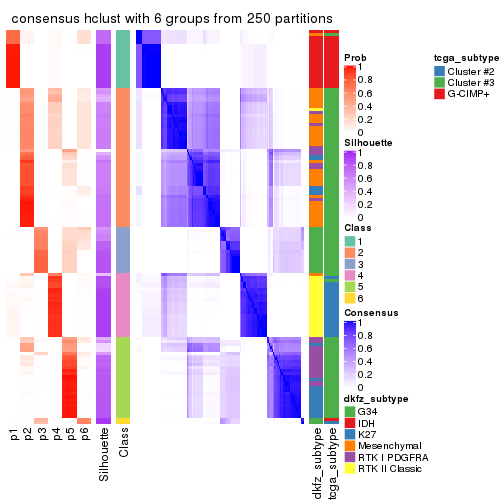 consensus hclust with 6 groups from 250 partitions
p1
p2
p3
p4
p5
p6
Silhouette
Class
dkfz_subtype
tcga_subtype
Prob
1
0.8
0.6
0.4
0.2
0
Silhouette
1
0.8
0.6
0.4
0.2
0
Class
1
2
3
4
5
6
Consensus
1
0.8
0.6
0.4
0.2
0
dkfz_subtype
G34
IDH
K27
Mesenchymal
RTK I PDGFRA
RTK II Classic
tcga_subtype
Cluster #2
Cluster #3
G-CIMP+